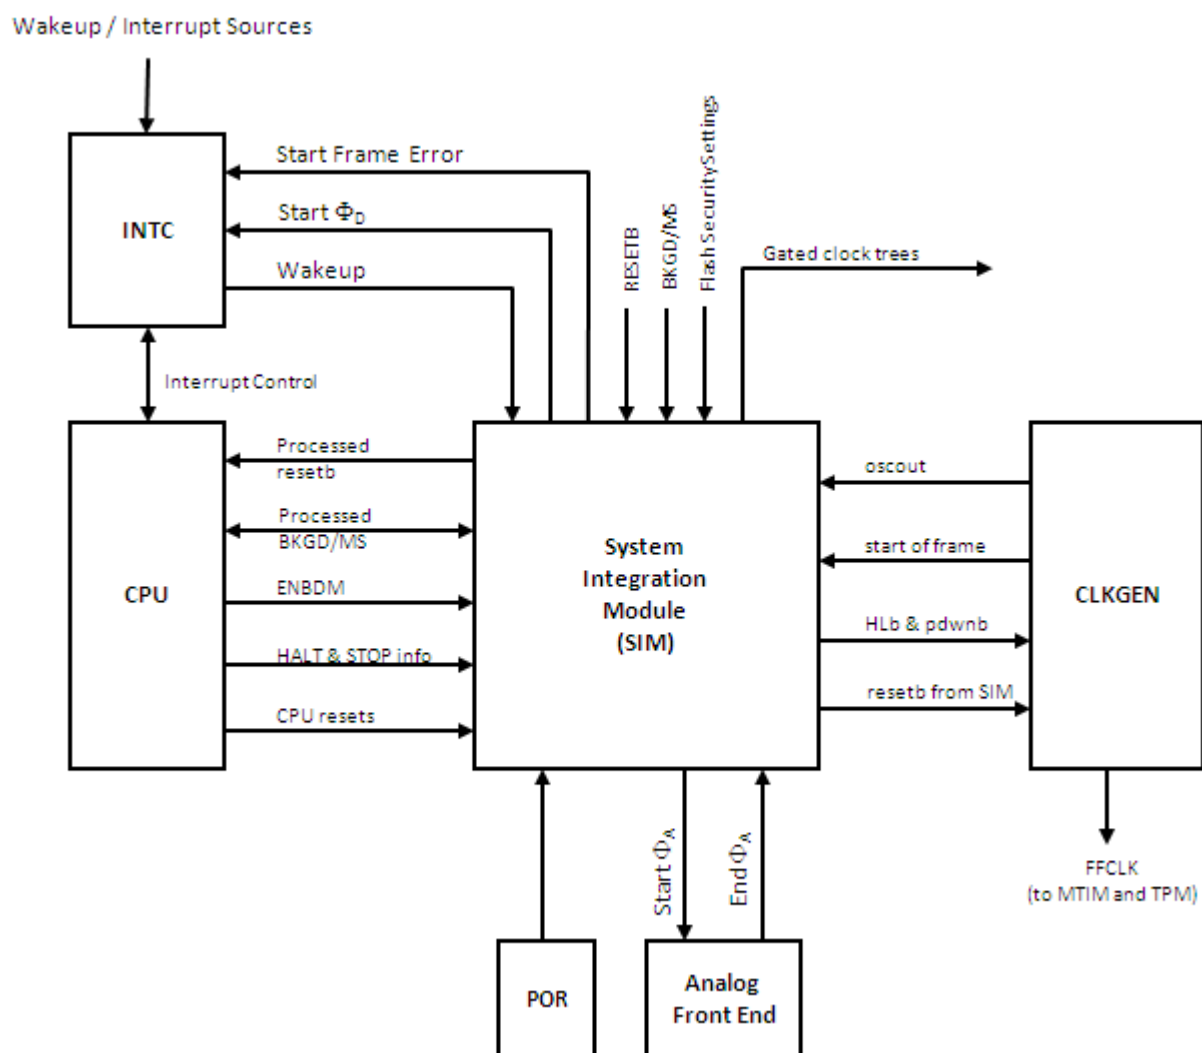 Wakeup / Interrupt Sources
Start Frame Error
INTC
Start Φ_D
Wakeup
RESETB
BKGD/MS
Flash Security Settings
Gated clock trees
Interrupt Control
Processed
resetb
Processed
BKGD/MS
ENBDM
CPU
HALT & STOP info
CPU resets
System
Integration
Module
(SIM)
oscout
start of frame
CLKGEN
HLb & pdwnb
resetb from SIM
Start Φ_A
End Φ_A
FFCLK
(to MTIM and TPM)
POR
Analog
Front End